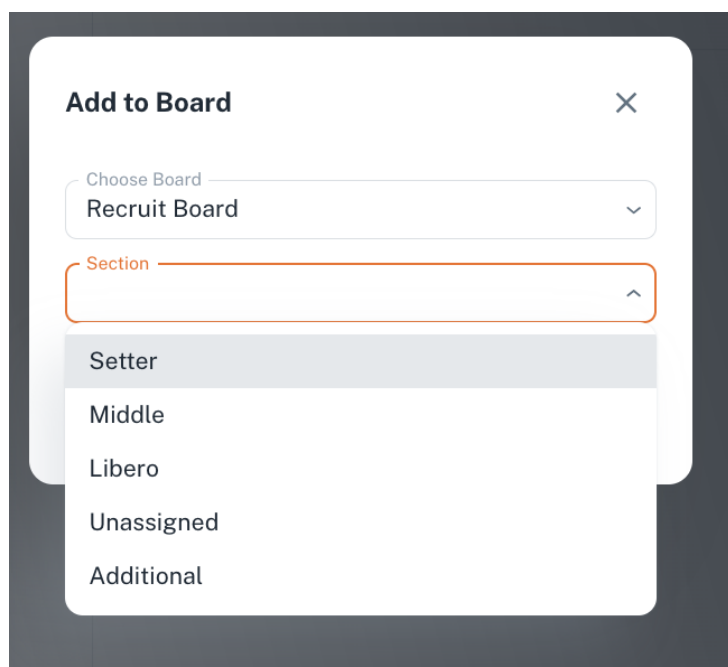 Add to Board
Choose Board
Recruit Board
Section
Setter
Middle
Libero
Unassigned
Additional